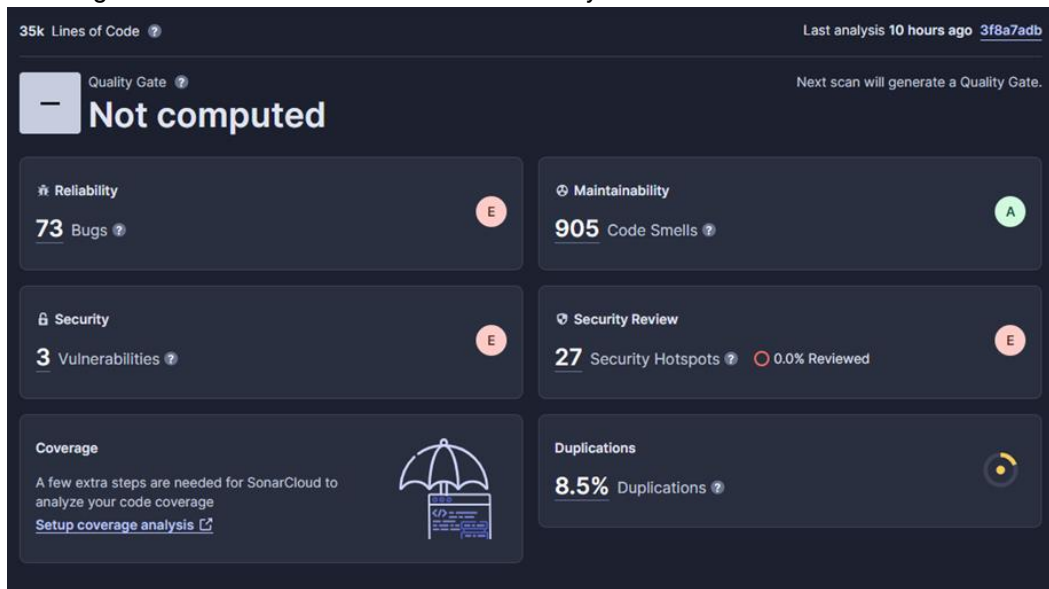 35k Lines of Code
Last analysis 10 hours ago 3f8a7adb
Quality Gate
Not computed
Next scan will generate a Quality Gate.
Reliability
73 Bugs
E
Maintainability
905 Code Smells
A
Security
3 Vulnerabilities
E
Security Review
27 Security Hotspots 0.0% Reviewed
E
Coverage
A few extra steps are needed for SonarCloud to
analyze your code coverage
Setup coverage analysis
Duplications
8.5% Duplications